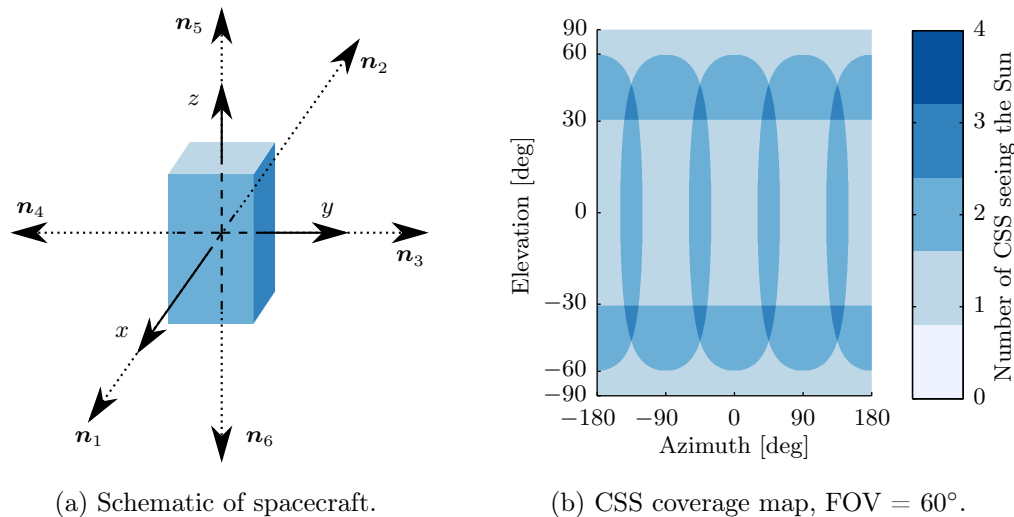 n₅
n₂
z
n₄
y
n₃
x
n₁
n₆
(a) Schematic of spacecraft.
90
60
30
0
−30
−60
−90
Elevation [deg]
−180
−90
0
90
180
Azimuth [deg]
4
3
2
1
0
Number of CSS seeing the Sun
(b) CSS coverage map, FOV = 60°.